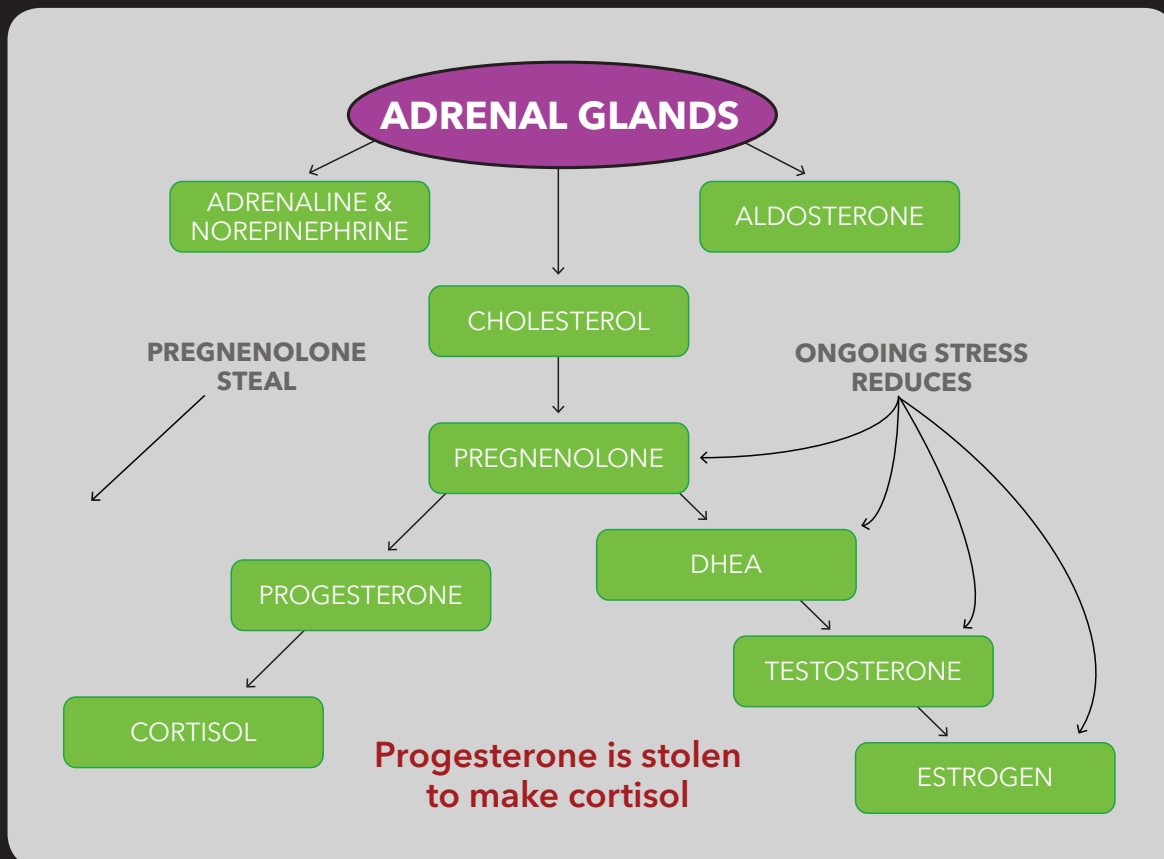 ADRENAL GLANDS
ADRENALINE &
NOREPINEPHRINE
ALDOSTERONE
CHOLESTEROL
PREGNENOLONE
STEAL
ONGOING STRESS
REDUCES
PREGNENOLONE
DHEA
PROGESTERONE
TESTOSTERONE
CORTISOL
Progesterone is stolen
to make cortisol
ESTROGEN